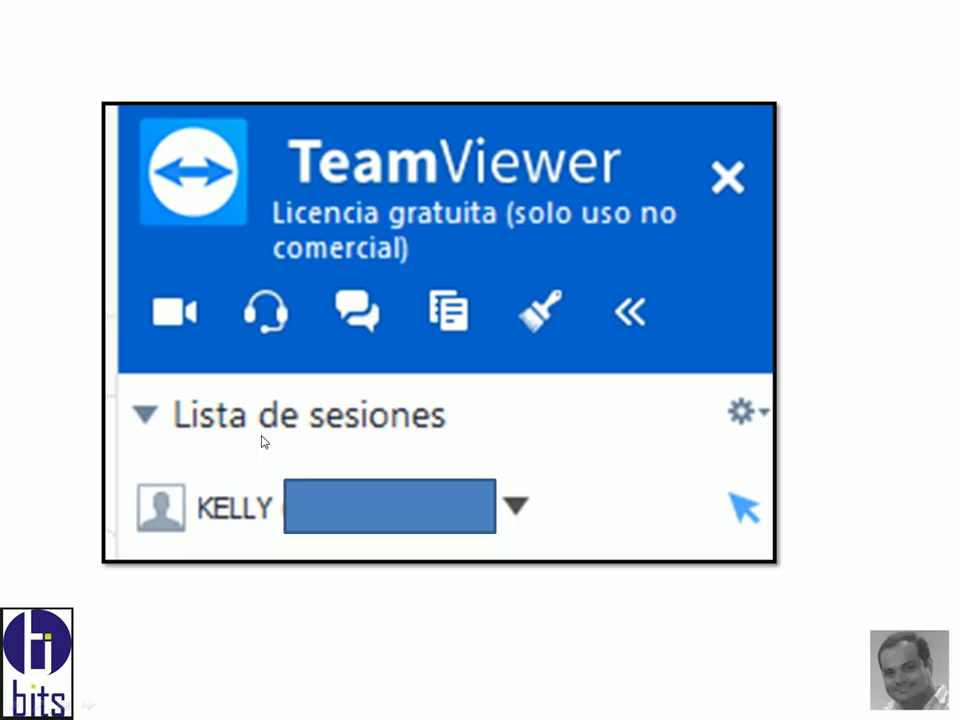 TeamViewer
Licencia gratuita (solo uso no
comercial)
Lista de sesiones
KELLY
bits